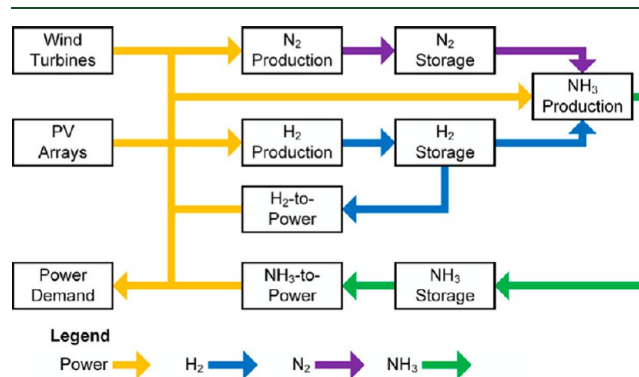 Wind
Turbines
N₂
Production
N₂
Storage
NH₃
Production
PV
Arrays
H₂
Production
H₂
Storage
H₂-to-
Power
Power
Demand
NH₃-to-
Power
NH₃
Storage
Legend
Power
H₂
N₂
NH₃